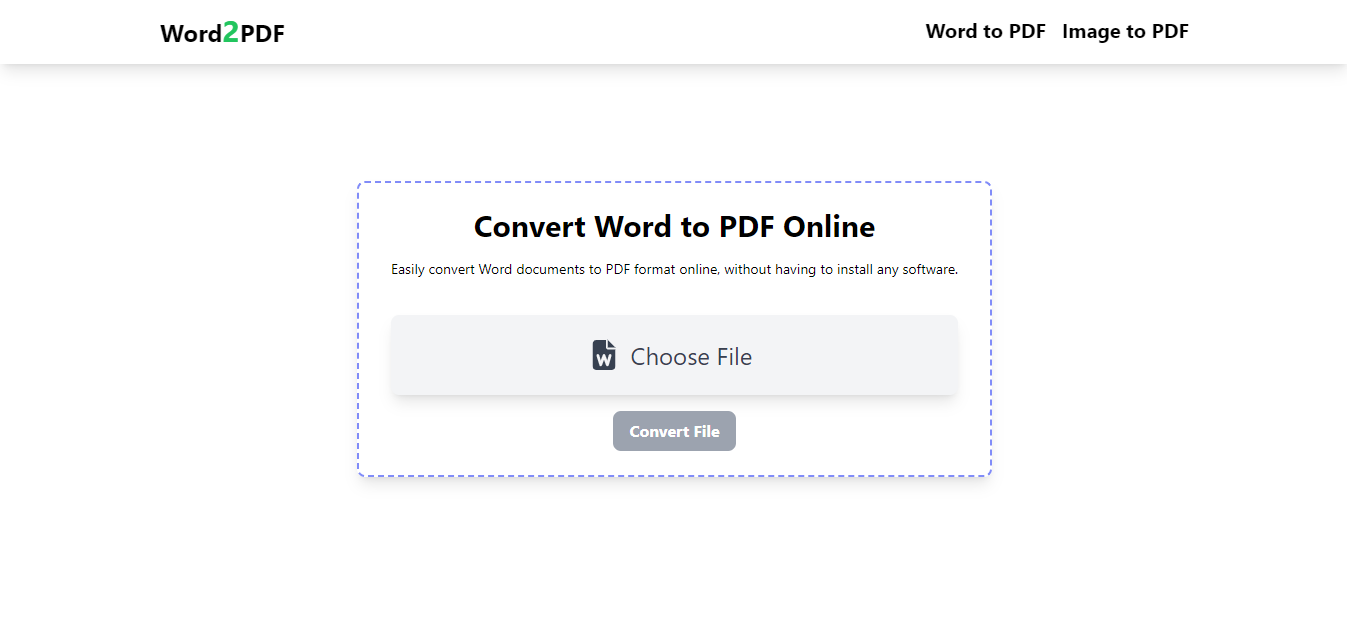 Word2PDF
Word to PDF Image to PDF
Convert Word to PDF Online
Easily convert Word documents to PDF format online, without having to install any software.
W Choose File
Convert File